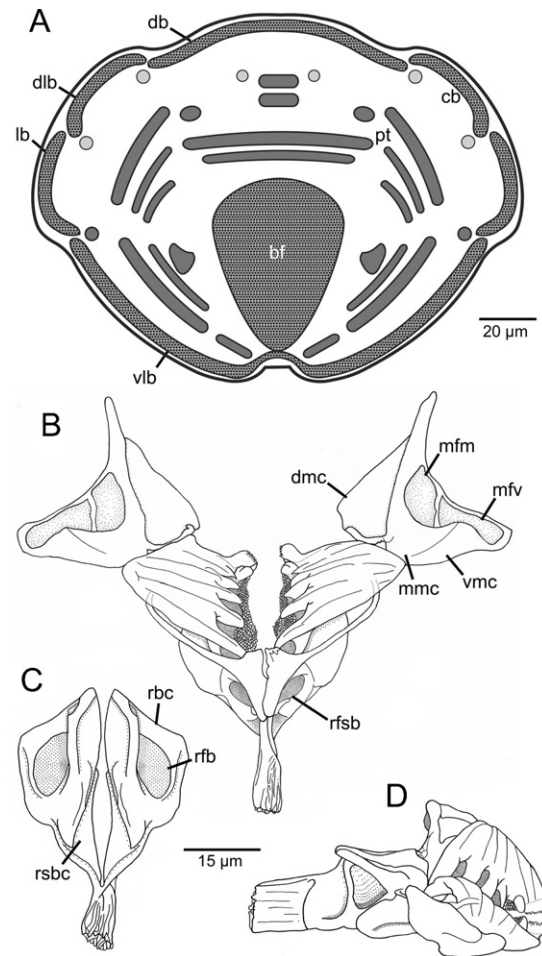 A
db
dlb
cb
lb
pt
bf
20 µm
vlb
B
mfm
dmc
mfv
mmc
vmc
C
rbc
rfsb
rfb
D
15 µm
rsbc